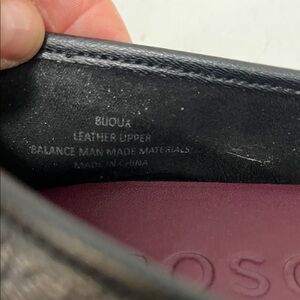 BIJOUX
LEATHER UPPER
BALANCE MAN MADE MATERIALS
MADE IN CHINA